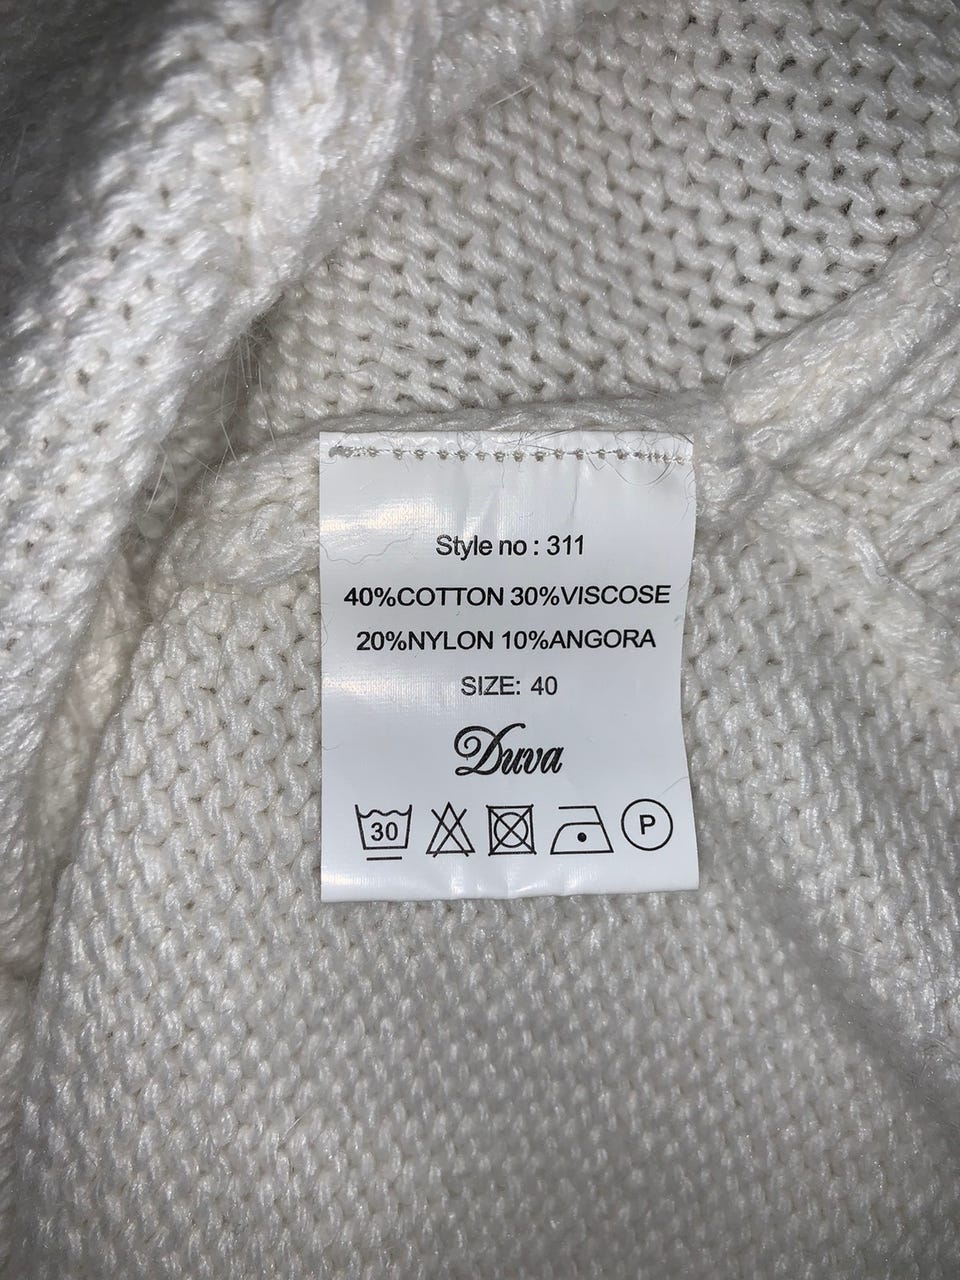 Style no : 311
40%COTTON 30%VISCOSE
20%NYLON 10%ANGORA
SIZE: 40
Duva
30 P